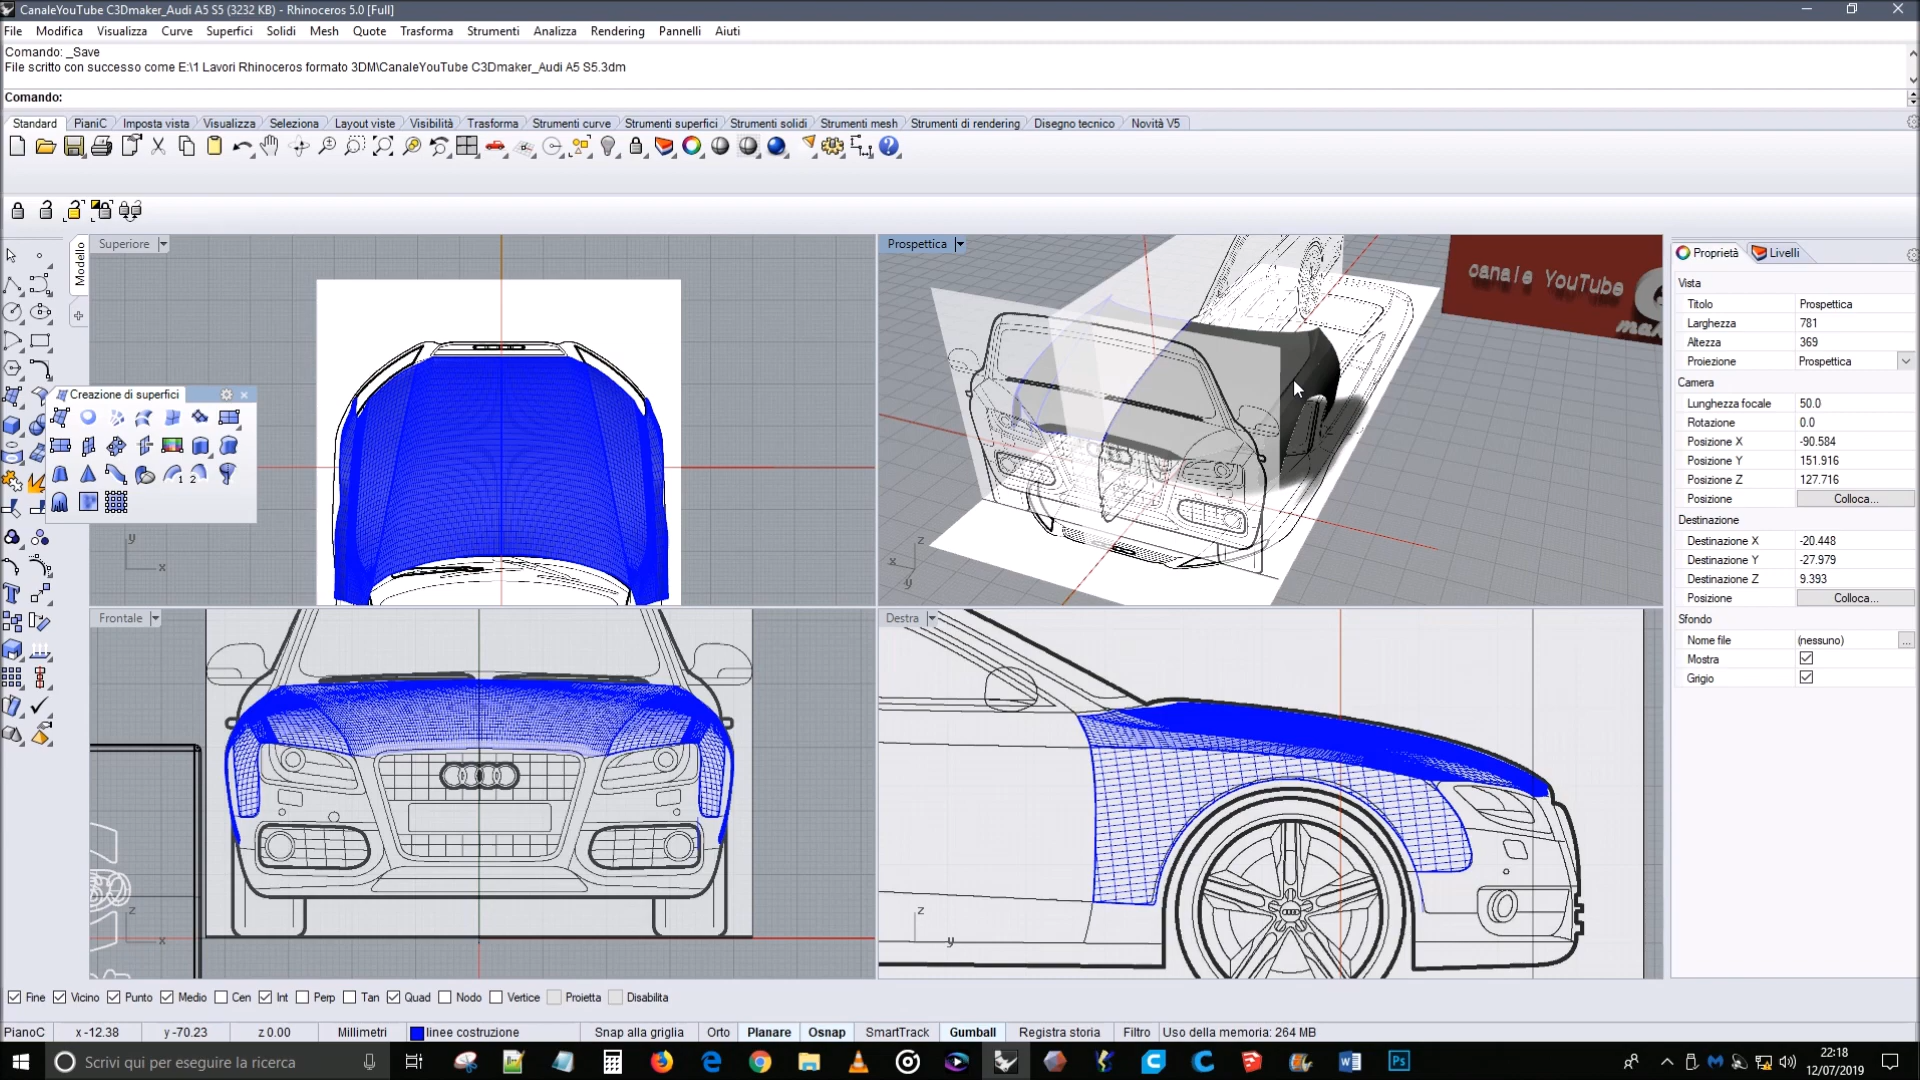 CanaleYouTube C3Dmaker_Audi A5 S5 (3232 KB) - Rhinoceros 5.0 [Full]
File Modifica Visualizza Curve Superfici Solidi Mesh Quote Trasforma Strumenti Analizza Rendering Pannelli Aiuti
Comando: _Save
File scritto con successo come E:\1 Lavori Rhinoceros formato 3DM\CanaleYouTube C3Dmaker_Audi A5 S5.3dm
Comando:
Standard PianiC Imposta vista Visualizza Seleziona Layout viste Visibilità Trasforma Strumenti curve Strumenti superfici Strumenti solidi Strumenti mesh Strumenti di rendering Disegno tecnico Novità V5
Modello
Superiore
Prospettica
canale YouTube
Creazione di superfici
1 2
y
x
z
x
y
Frontale
Destra
z
x
z
y
Proprietà Livelli
Vista
Titolo Prospettica
Larghezza 781
Altezza 369
Proiezione Prospettica
Camera
Lunghezza focale 50.0
Rotazione 0.0
Posizione X -90.584
Posizione Y 151.916
Posizione Z 127.716
Posizione Colloca...
Destinazione
Destinazione X -20.448
Destinazione Y -27.979
Destinazione Z 9.393
Posizione Colloca...
Sfondo
Nome file (nessuno) ...
Mostra
Grigio
Fine Vicino Punto Medio Cen Int Perp Tan Quad Nodo Vertice Proietta Disabilita
PianoC x -12.38 y -70.23 z 0.00 Millimetri linee costruzione Snap alla griglia Orto Planare Osnap SmartTrack Gumball Registra storia Filtro Uso della memoria: 264 MB
Scrivi qui per eseguire la ricerca
22:18
12/07/2019